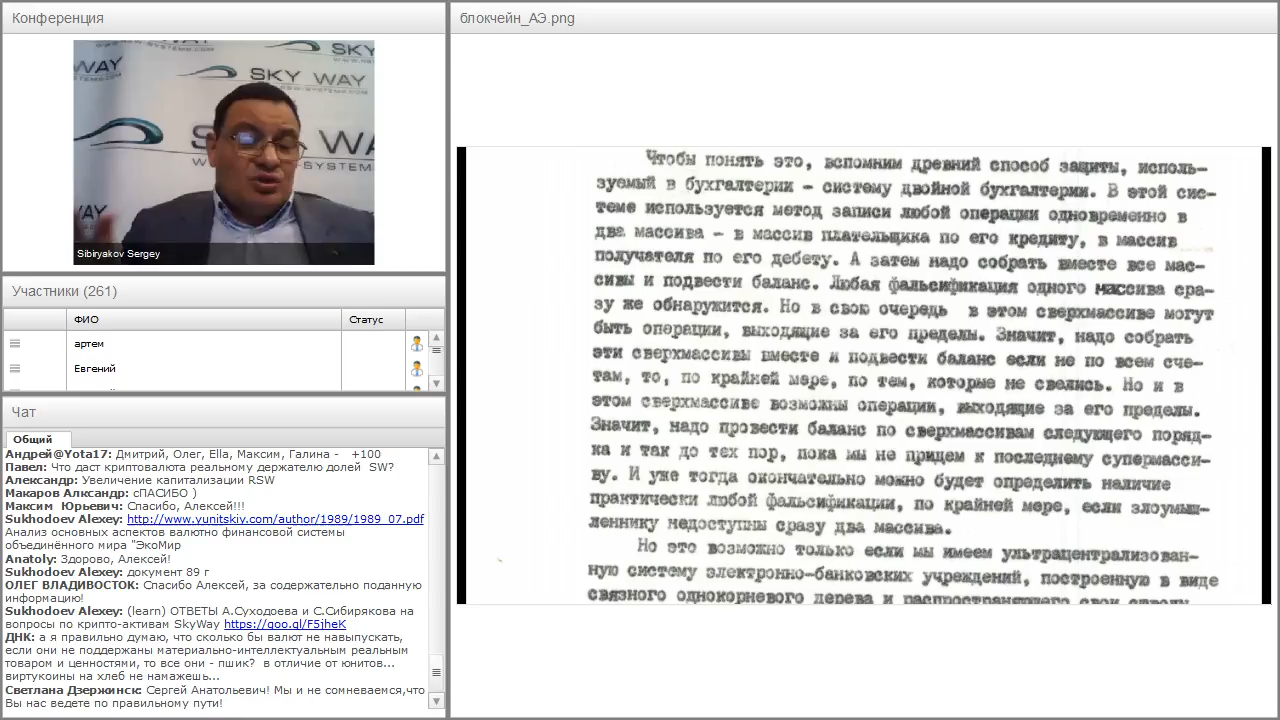 Конференция
SKY WAY
SKY WAY
Sibiryakov Sergey
Участники (261)
ФИО
Статус
артем
Евгений
Чат
Общий
Андрей@Yota17: Дмитрий, Олег, Ella, Максим, Галина - +100
Павел: Что даст криптовалюта реальному держателю долей SW?
Александр: Увеличение капитализации RSW
Макаров Алксандр: сПАСИБО )
Максим Юрьевич: Спасибо, Алексей!!!
Sukhodoev Alexey: http://www.yunitskiy.com/author/1989/1989_07.pdf
Анализ основных аспектов валютно финансовой системы
объединённого мира "ЭкоМир
Anatoly: Здорово, Алексей!
Sukhodoev Alexey: документ 89 г
ОЛЕГ ВЛАДИВОСТОК: Спасибо Алексей, за содержательно поданную
информацию!
Sukhodoev Alexey: (learn) ОТВЕТЫ А.Суходоева и С.Сибирякова на
вопросы по крипто-активам SkyWay https://goo.gl/F5jheK
ДНК: а я правильно думаю, что сколько бы валют не навыпускать,
если они не поддержаны материально-интеллектуальным реальным
товаром и ценностями, то все они - пшик? в отличие от юнитов...
виртукоины на хлеб не намажешь...
Светлана Дзержинск: Сергей Анатольевич! Мы и не сомневаемся,что
Вы нас ведете по правильному пути!
блокчейн_АЭ.png
Чтобы понять это, вспомним древний способ защиты, исполь-
зуемый в бухгалтерии - систему двойной бухгалтерии. В этой сис-
теме используется метод записи любой операции одновременно в
два массива - в массив плательщика по его кредиту, в массив
получателя по его дебету. А затем надо собрать вместе все мас-
сивы и подвести баланс. Любая фальсификация одного массива сра-
зу же обнаружится. Но в свою очередь в этом сверхмассиве могут
быть операции, выходящие за его пределы. Значит, надо собрать
эти сверхмассивы вместе и подвести баланс если не по всем сче-
там, то, по крайней мере, по тем, которые не свелись. Но и в
этом сверхмассиве возможны операции, выходящие за его пределы.
Значит, надо провести баланс по сверхмассивам следующего поряд-
ка и так до тех пор, пока мы не придем к последнему супермасси-
ву. И уже тогда окончательно можно будет определить наличие
практически любой фальсификации, по крайней мере, если злоумыш-
леннику недоступны сразу два массива.
Но это возможно только если мы имеем ультрацентрализован-
ную систему электронно-банковских учреждений, построенную в виде
связного однокорневого дерева и распространяющего свои стволы